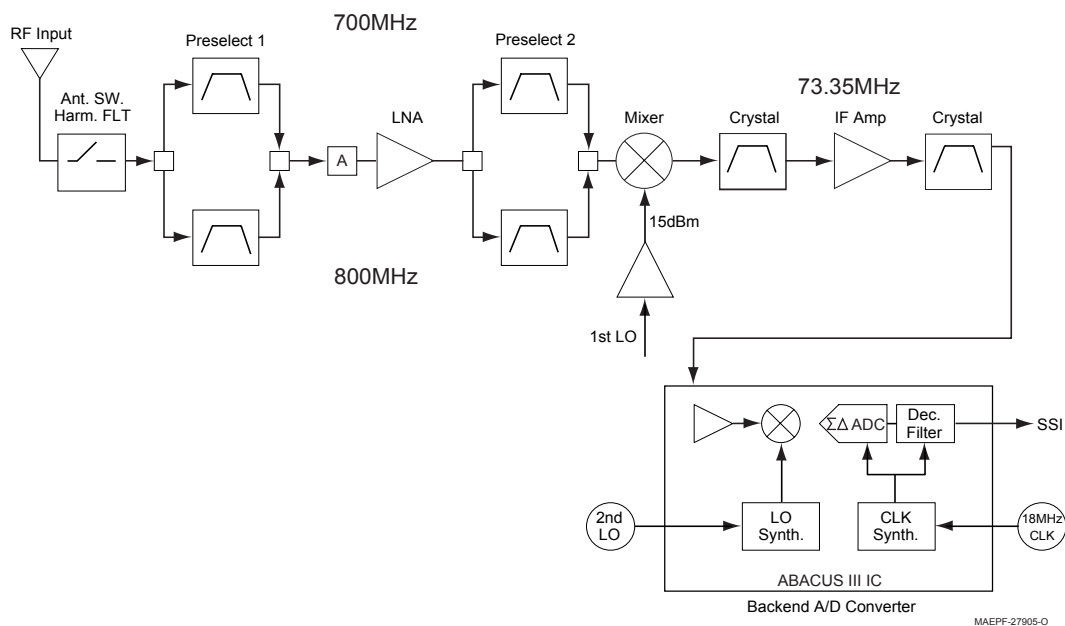 700MHz
RF Input
Preselect 1
Preselect 2
Ant. SW.
Harm. FLT
LNA
A
Mixer
73.35MHz
Crystal
IF Amp
Crystal
15dBm
800MHz
1st LO
ΣΔ ADC
Dec.
Filter
SSI
2nd
LO
LO
Synth.
CLK
Synth.
18MHz
CLK
ABACUS III IC
Backend A/D Converter
MAEPF-27905-O